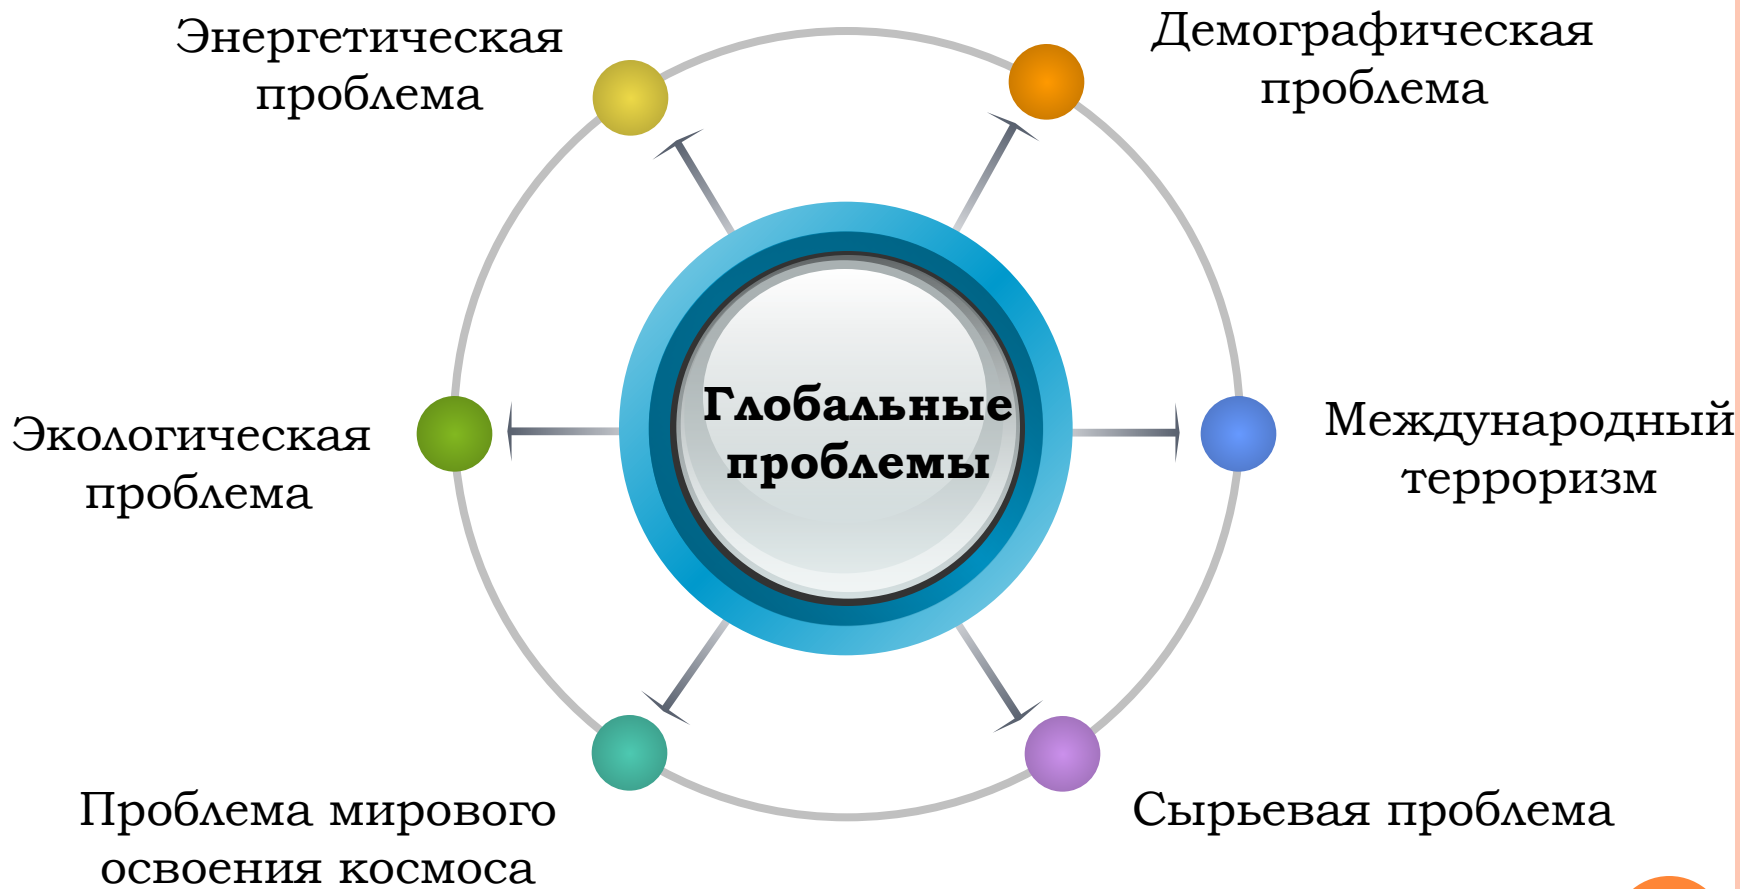 Энергетическая
проблема
Демографическая
проблема
Глобальные
проблемы
Экологическая
проблема
Международный
терроризм
Проблема мирового
освоения космоса
Сырьевая проблема